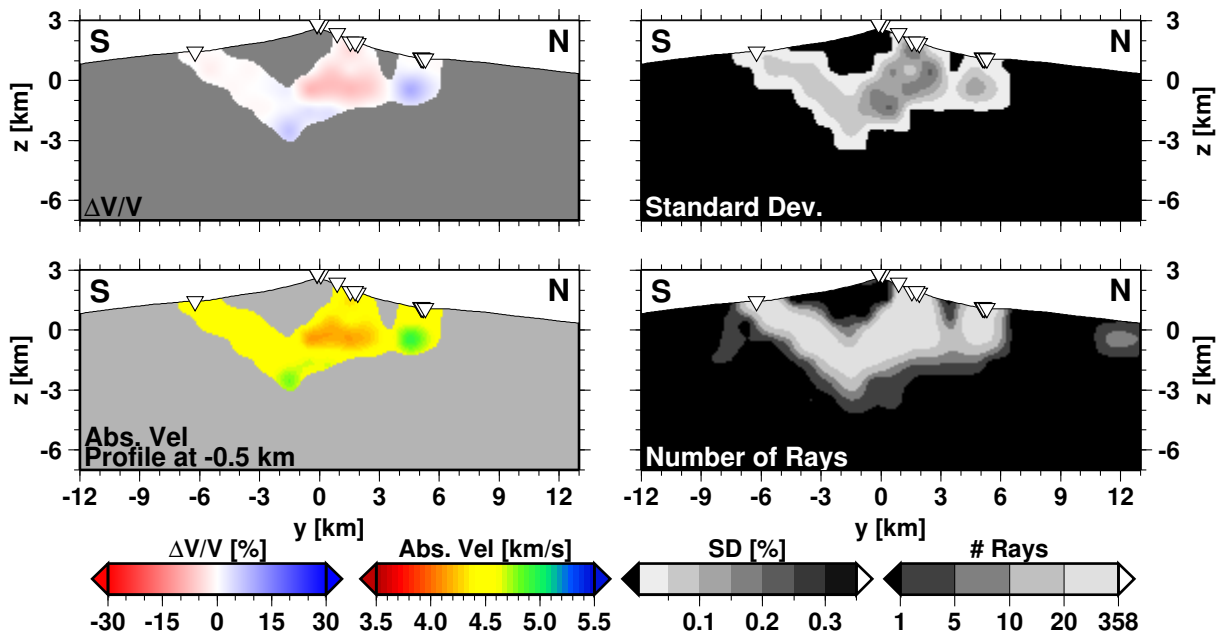 3
0
-3
-6
z [km]
S
N
ΔV/V
S
N
Standard Dev.
3
0
-3
-6
z [km]
3
0
-3
-6
z [km]
S
N
Abs. Vel
Profile at -0.5 km
S
N
Number of Rays
3
0
-3
-6
z [km]
-12 -9 -6 -3 0 3 6 9 12
y [km]
-12 -9 -6 -3 0 3 6 9 12
y [km]
ΔV/V [%]
-30 -15 0 15 30
Abs. Vel [km/s]
3.5 4.0 4.5 5.0 5.5
SD [%]
0.1 0.2 0.3
# Rays
1 5 10 20 358